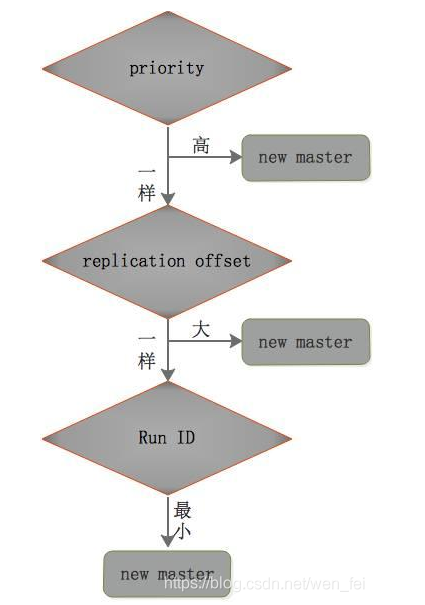 priority
高
new master
一样
replication offset
大
new master
一样
Run ID
最小
new master
https://blog.csdn.net/wen_fei